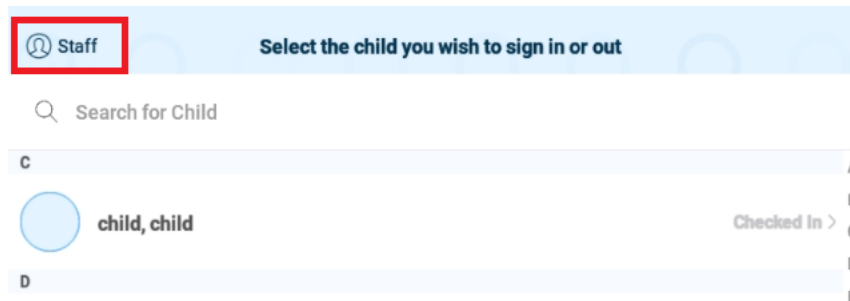 Staff
Select the child you wish to sign in or out
Search for Child
C
child, child
Checked In
D